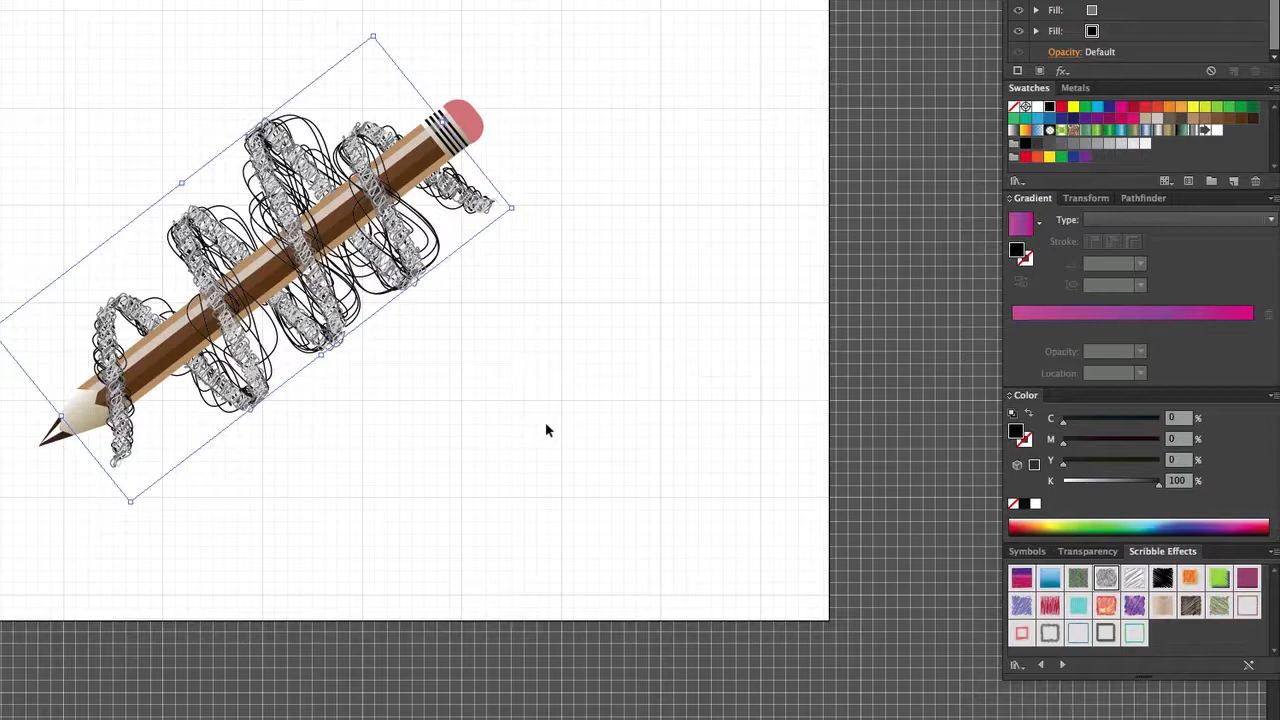 Fill:
Fill:
Opacity: Default
fx
Swatches Metals
Gradient Transform Pathfinder
Type:
Stroke:
Opacity:
Location:
Color
C 0 %
M 0 %
Y 0 %
K 100 %
Symbols Transparency Scribble Effects